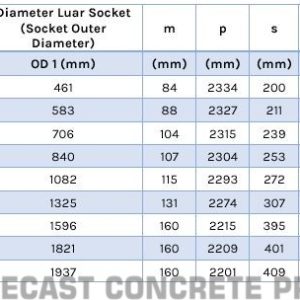 Diameter Luar Socket
(Socket Outer
Diameter) m p s
OD 1 (mm) (mm) (mm) (mm)
461 84 2334 200
583 88 2327 211
706 104 2315 239
840 107 2304 253
1082 115 2293 272
1325 131 2274 307
1596 160 2215 395
1821 160 2209 401
1937 160 2201 409
ECAST CONCRETE P